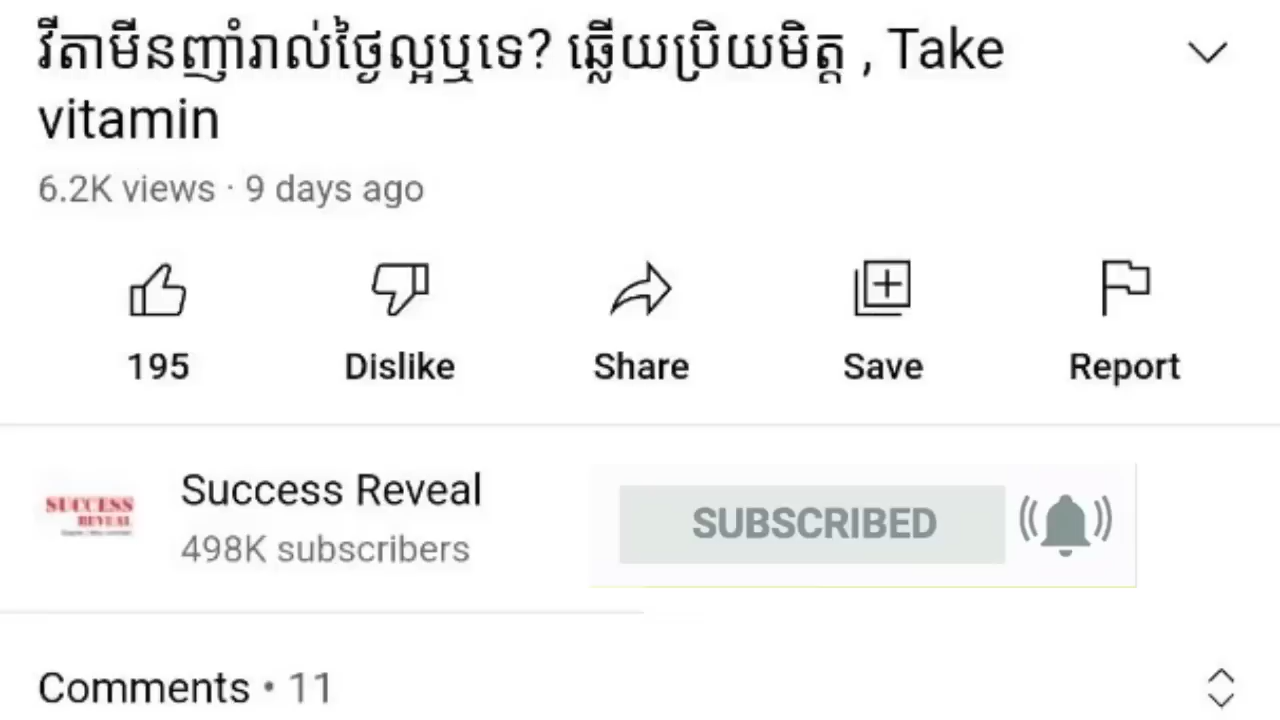 វីតាមីនញ៉ាំរាល់ថ្ងៃល្អឬទេ? ឆ្លើយប្រិយមិត្ត , Take
vitamin
6.2K views · 9 days ago
195
Dislike
Share
Save
Report
SUCCESS
REVEAL
Success Reveal
498K subscribers
SUBSCRIBED
Comments • 11